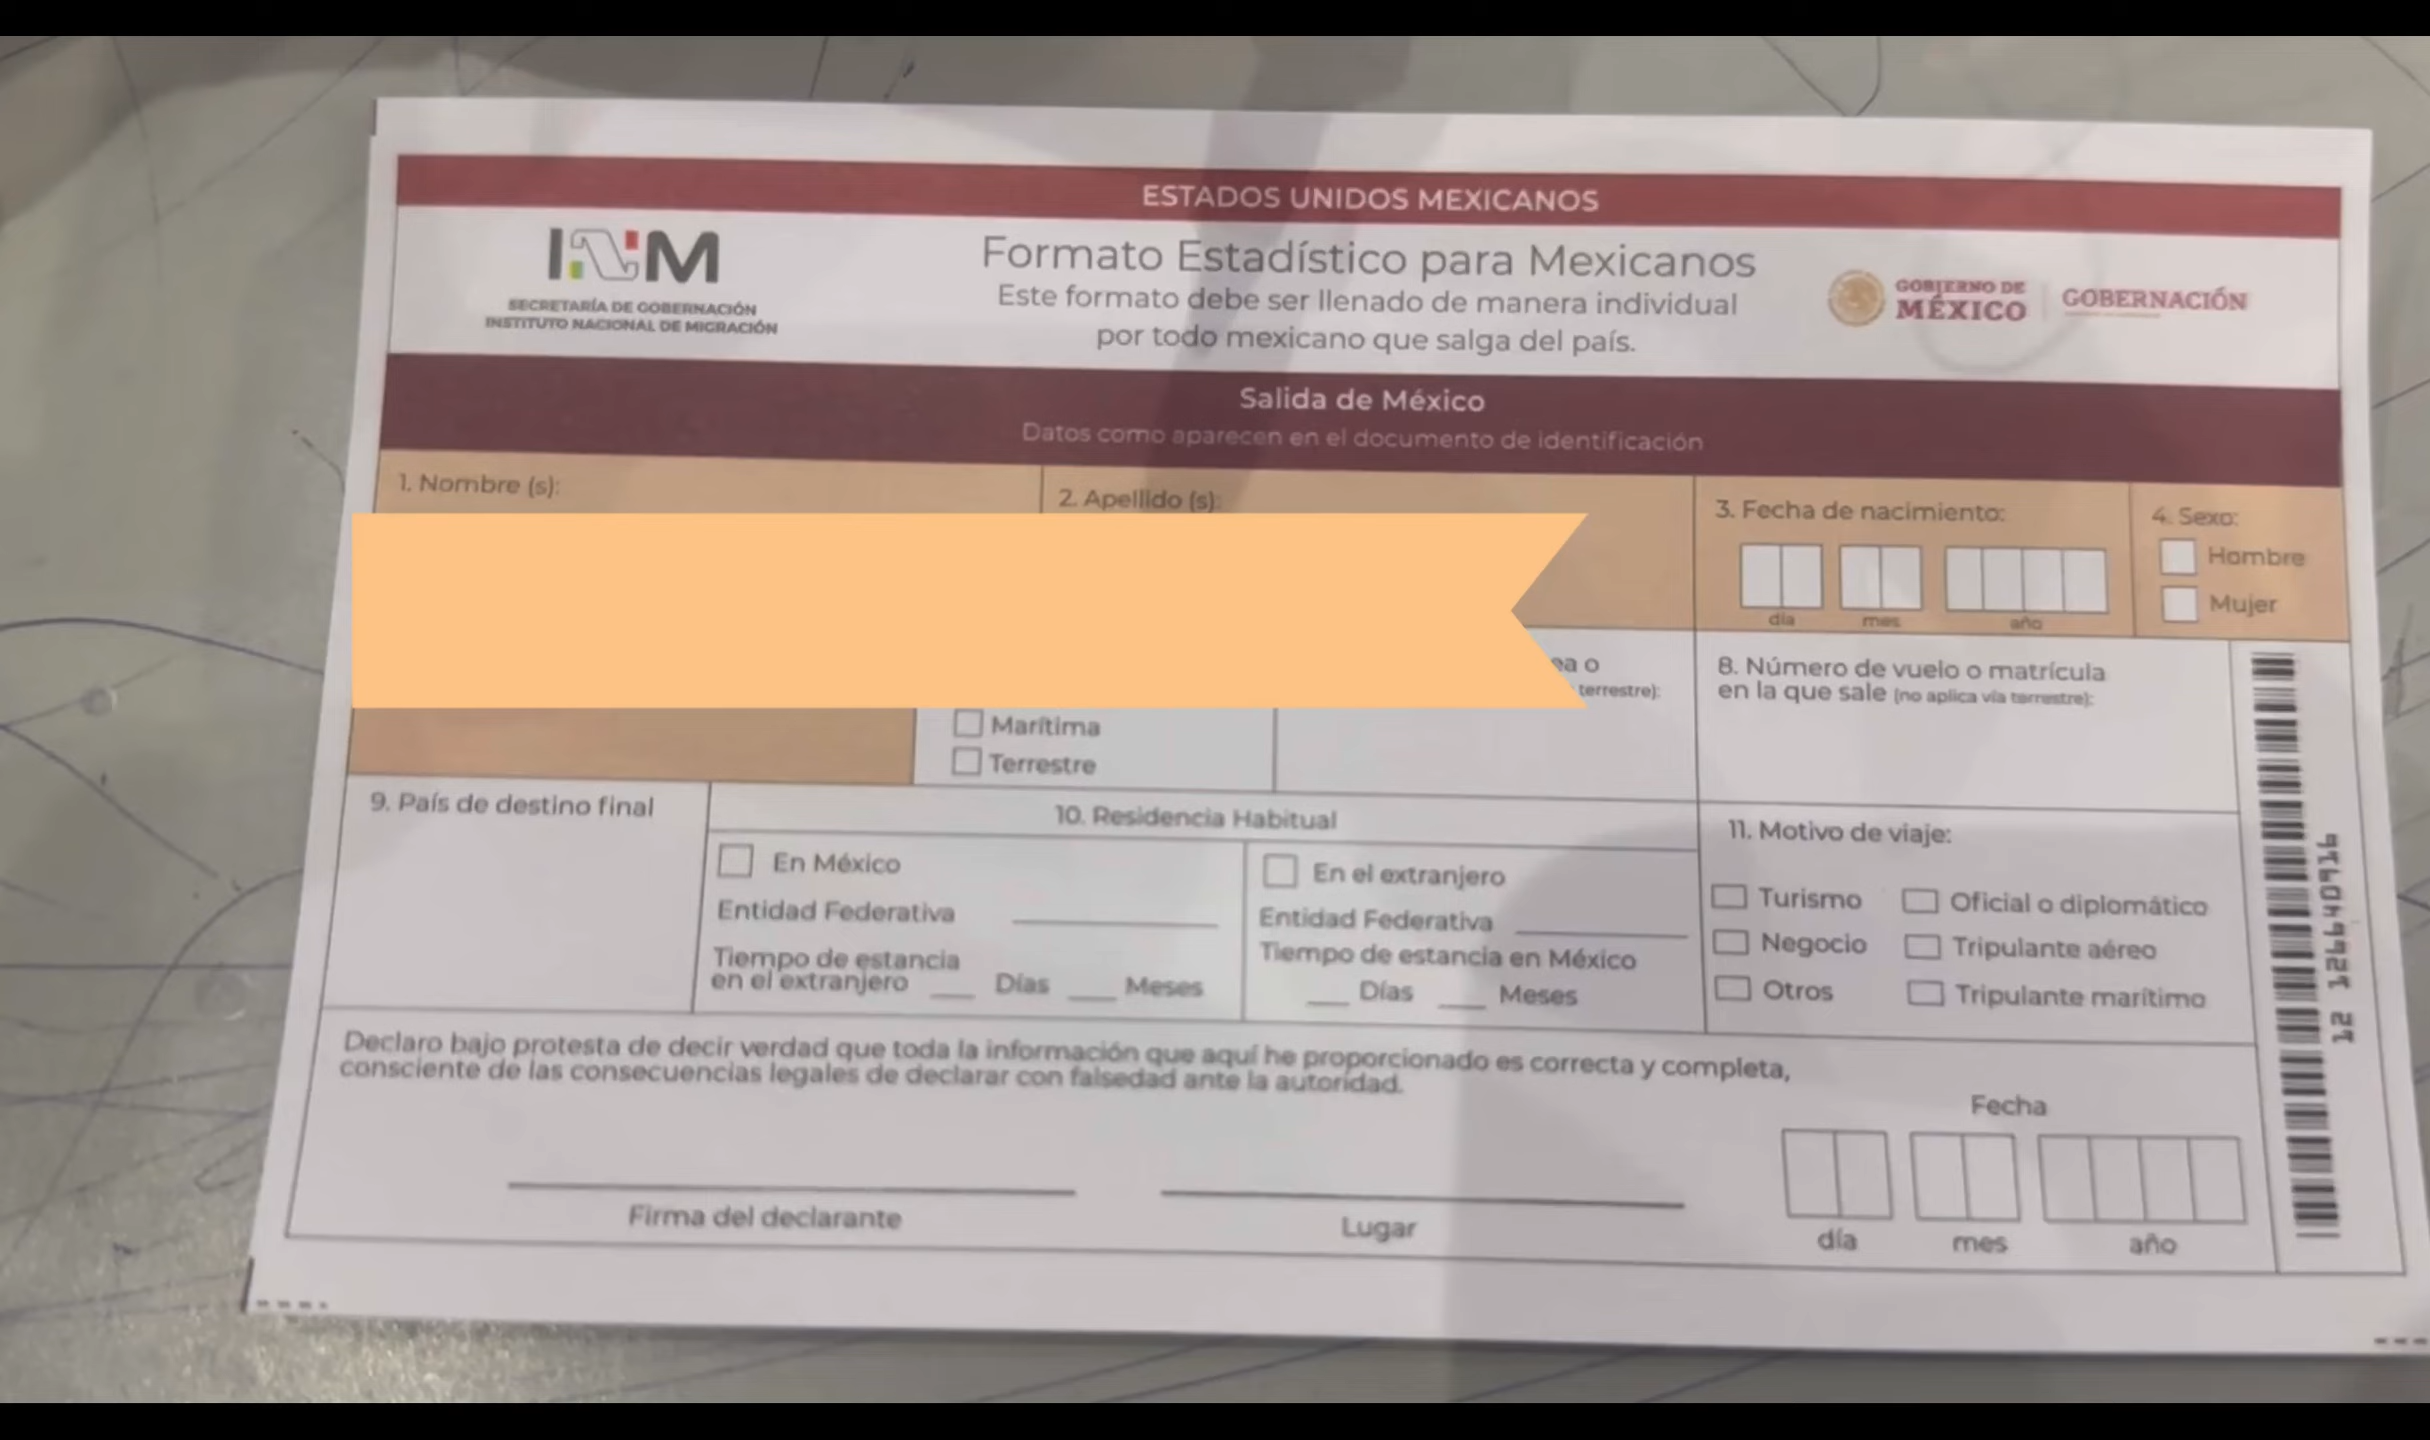 ESTADOS UNIDOS MEXICANOS
INM
SECRETARÍA DE GOBERNACIÓN
INSTITUTO NACIONAL DE MIGRACIÓN
Formato Estadístico para Mexicanos
Este formato debe ser llenado de manera individual
por todo mexicano que salga del país.
GOBIERNO DE
MÉXICO
GOBERNACIÓN
Salida de México
Datos como aparecen en el documento de identificación
1. Nombre (s):
2. Apellido (s):
3. Fecha de nacimiento:
día mes año
4. Sexo:
Hombre
Mujer
ea o
terrestre):
Marítima
Terrestre
8. Número de vuelo o matrícula
en la que sale (no aplica vía terrestre):
9. País de destino final
10. Residencia Habitual
En México
Entidad Federativa
Tiempo de estancia
en el extranjero Días Meses
En el extranjero
Entidad Federativa
Tiempo de estancia en México
Días Meses
11. Motivo de viaje:
Turismo
Negocio
Otros
Oficial o diplomático
Tripulante aéreo
Tripulante marítimo
Declaro bajo protesta de decir verdad que toda la información que aquí he proporcionado es correcta y completa,
consciente de las consecuencias legales de declarar con falsedad ante la autoridad.
Firma del declarante
Lugar
Fecha
día mes año